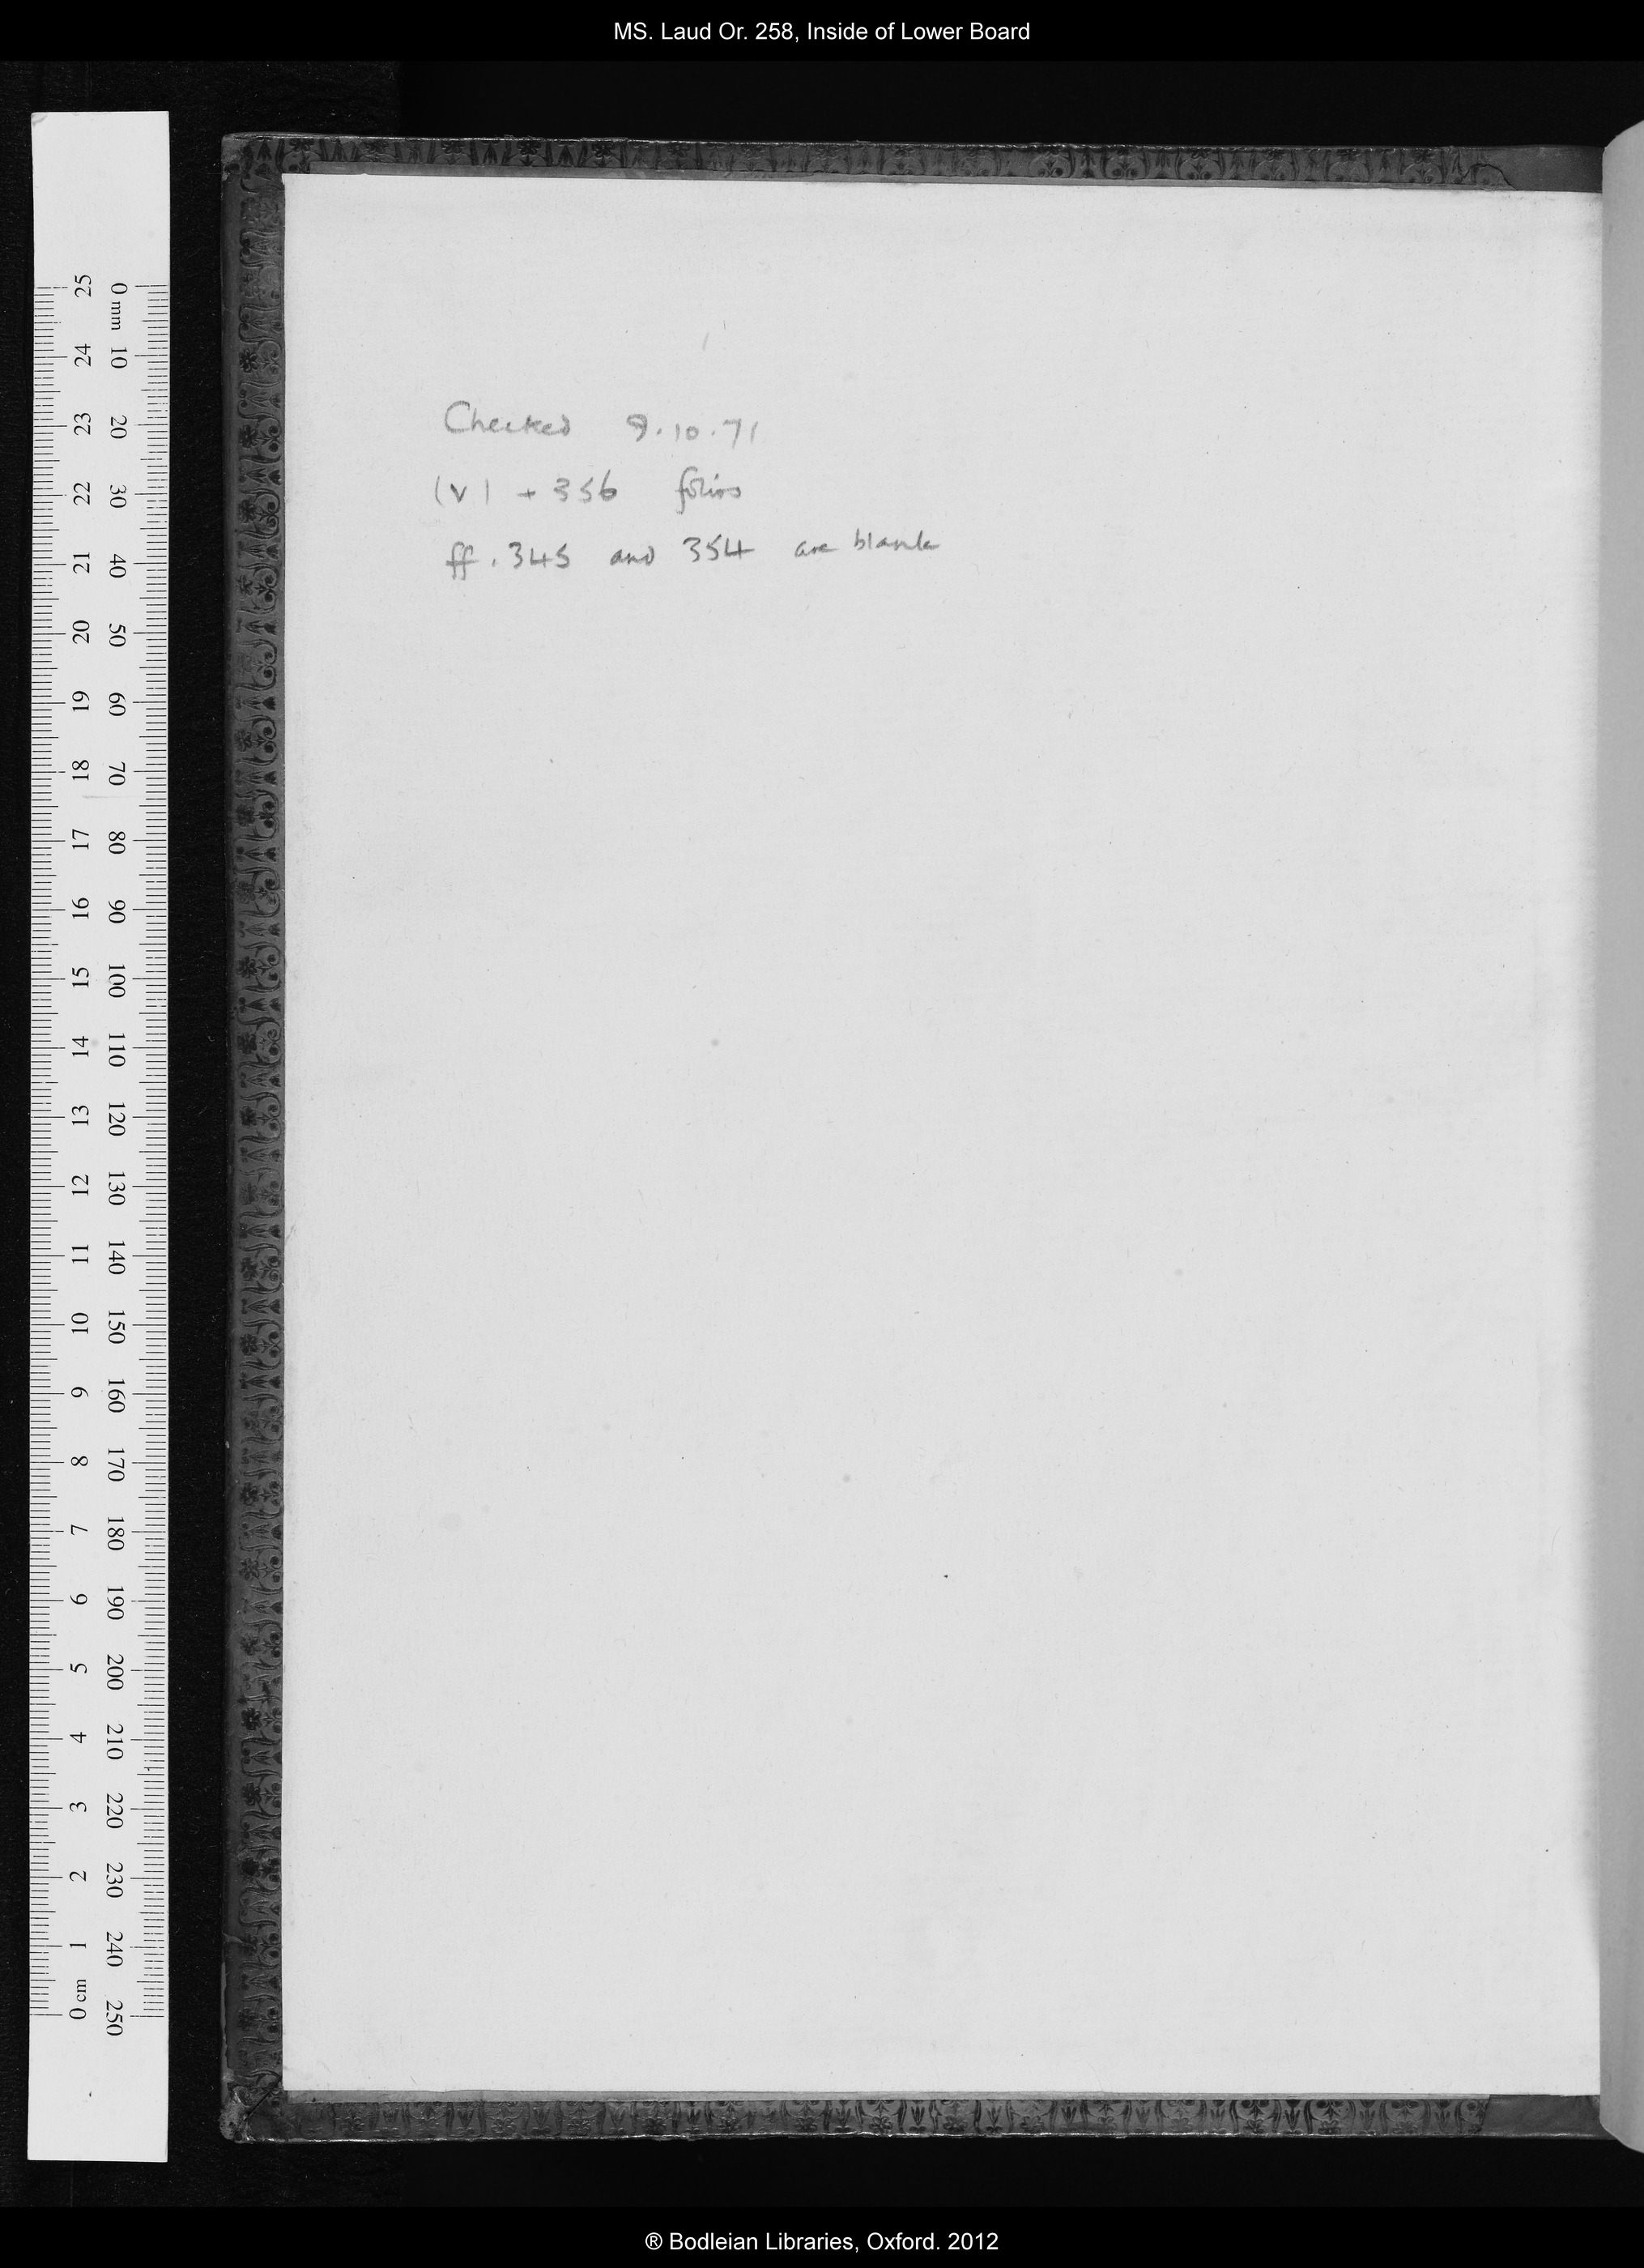 MS. Laud Or. 258, Inside of Lower Board
Checked 8.10.71
(v) + 356 folios
ff. 345 and 354 are blank
25 24 23 22 21 20 19 18 17 16 15 14 13 12 11 10 9 8 7 6 5 4 3 2 1 0 cm
0 mm 10 20 30 40 50 60 70 80 90 100 110 120 130 140 150 160 170 180 190 200 210 220 230 240 250
® Bodleian Libraries, Oxford. 2012